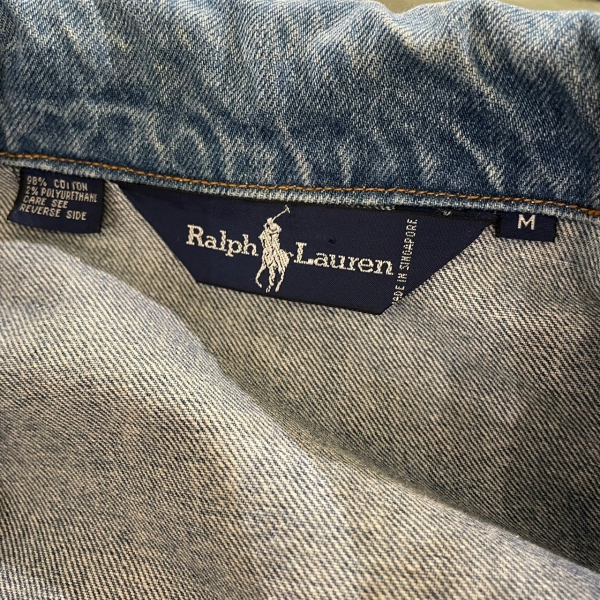 98% COTTON
2% POLYURETHANE
CARE SEE
REVERSE SIDE
Ralph Lauren
MADE IN SINGAPORE
M